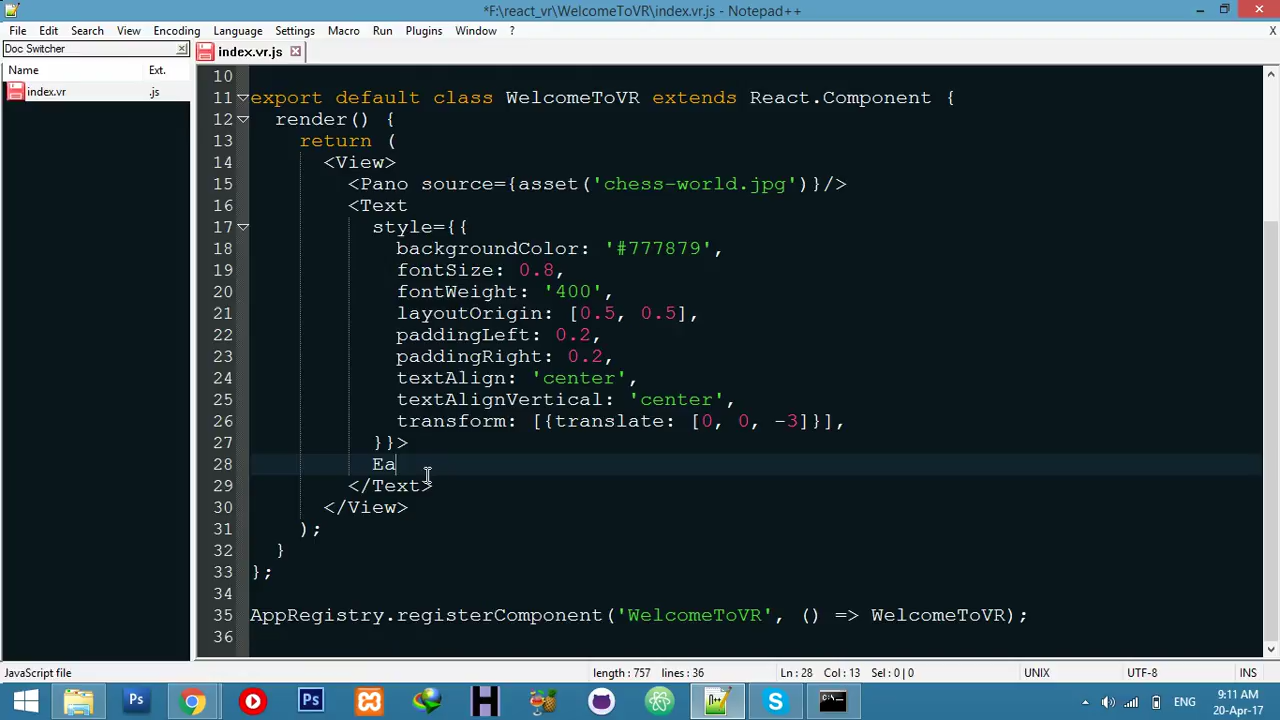 *F:\react_vr\WelcomeToVR\index.vr.js - Notepad++
File Edit Search View Encoding Language Settings Macro Run Plugins Window ? X
Doc Switcher
index.vr.js
Name Ext.
index.vr .js
10
11 export default class WelcomeToVR extends React.Component {
12 render() {
13 return (
14 <View>
15 <Pano source={asset('chess-world.jpg')}/>
16 <Text
17 style={{
18 backgroundColor: '#777879',
19 fontSize: 0.8,
20 fontWeight: '400',
21 layoutOrigin: [0.5, 0.5],
22 paddingLeft: 0.2,
23 paddingRight: 0.2,
24 textAlign: 'center',
25 textAlignVertical: 'center',
26 transform: [{translate: [0, 0, -3]}],
27 }}>
28 Ea
29 </Text>
30 </View>
31 );
32 }
33 };
34
35 AppRegistry.registerComponent('WelcomeToVR', () => WelcomeToVR);
36
JavaScript file length : 757 lines : 36 Ln : 28 Col : 13 Sel : 0 | 0 UNIX UTF-8 INS
Ps Ps H S ENG 9:11 AM
20-Apr-17